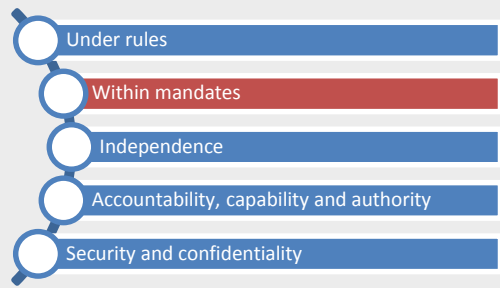 Under rules
Within mandates
Independence
Accountability, capability and authority
Security and confidentiality